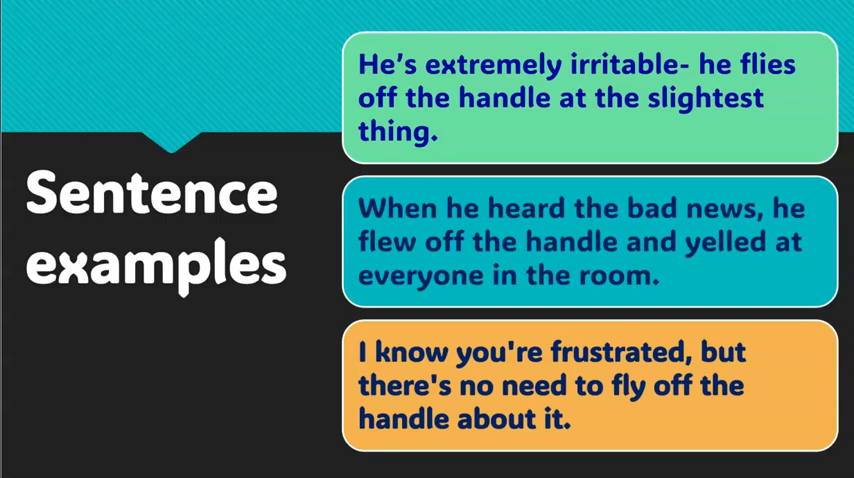 Sentence
examples
He’s extremely irritable- he flies
off the handle at the slightest
thing.
When he heard the bad news, he
flew off the handle and yelled at
everyone in the room.
I know you're frustrated, but
there's no need to fly off the
handle about it.